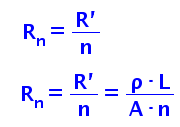 Rₙ = R′ / n
Rₙ = R′ / n = ρ · L / A · n